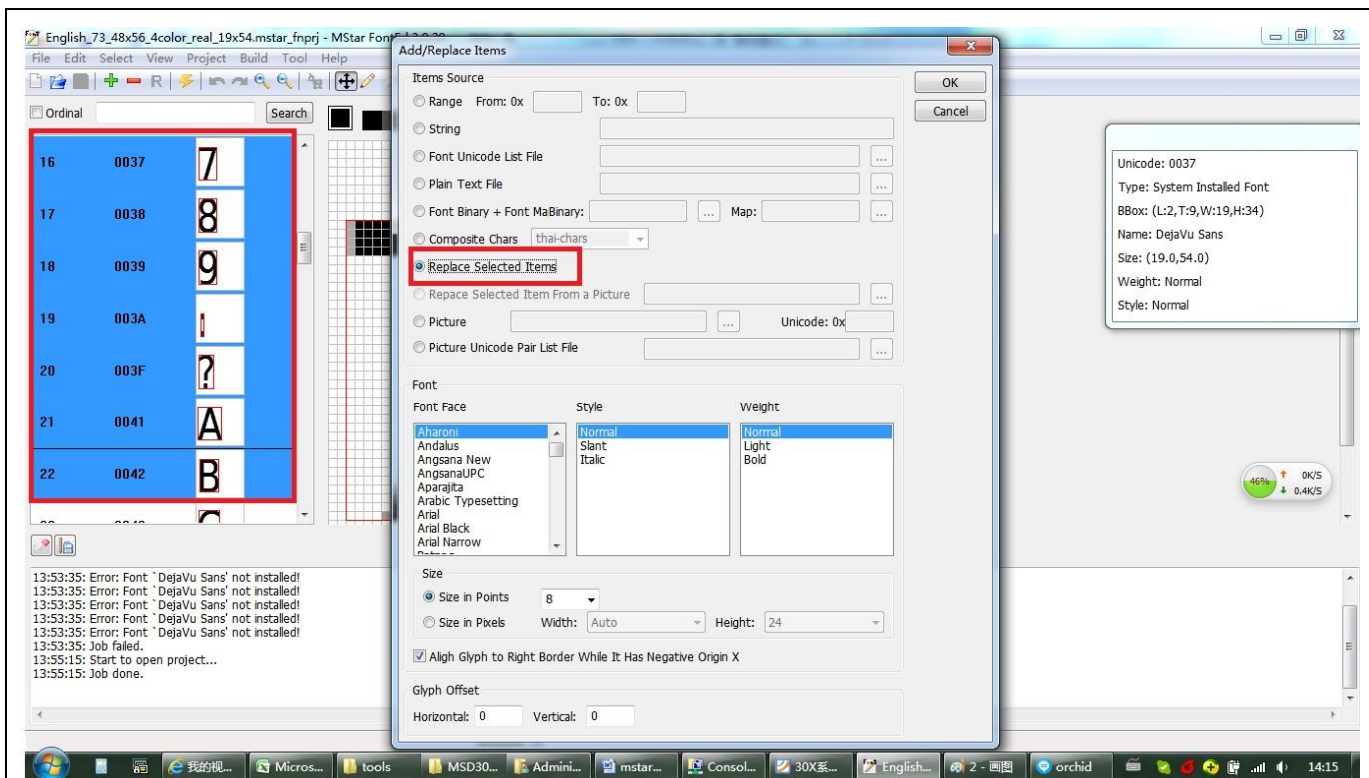 English_73_48x56_4color_real_19x54.mstar_fnprj - MStar Fon
Add/Replace Items
File Edit Select View Project Build Tool Help
Ordinal
Search
16 0037 7
17 0038 8
18 0039 9
19 003A
20 003F ?
21 0041 A
22 0042 B
Items Source
OK
Range From: 0x To: 0x
Cancel
String
Font Unicode List File ...
Plain Text File ...
Font Binary + Font MaBinary: ... Map: ...
Composite Chars thai-chars
Replace Selected Items
Repace Selected Item From a Picture ...
Picture ... Unicode: 0x
Picture Unicode Pair List File ...
Font
Font Face Style Weight
Aharoni Normal Normal
Andalus Slant Light
Angsana New Italic Bold
AngsanaUPC
Aparajita
Arabic Typesetting
Arial
Arial Black
Arial Narrow
Size
Size in Points 8
Size in Pixels Width: Auto Height: 24
Aligh Glyph to Right Border While It Has Negative Origin X
Glyph Offset
Horizontal: 0 Vertical: 0
Unicode: 0037
Type: System Installed Font
BBox: (L:2,T:9,W:19,H:34)
Name: DejaVu Sans
Size: (19.0,54.0)
Weight: Normal
Style: Normal
46% 0K/S
0.4K/S
13:53:35: Error: Font `DejaVu Sans' not installed!
13:53:35: Error: Font `DejaVu Sans' not installed!
13:53:35: Error: Font `DejaVu Sans' not installed!
13:53:35: Error: Font `DejaVu Sans' not installed!
13:53:35: Error: Font `DejaVu Sans' not installed!
13:53:35: Job failed.
13:55:15: Start to open project...
13:55:15: Job done.
我的视... Micros... tools MSD30... Admini... mstar... Consol... 30X系... English... 2 - 画图 orchid 14:15